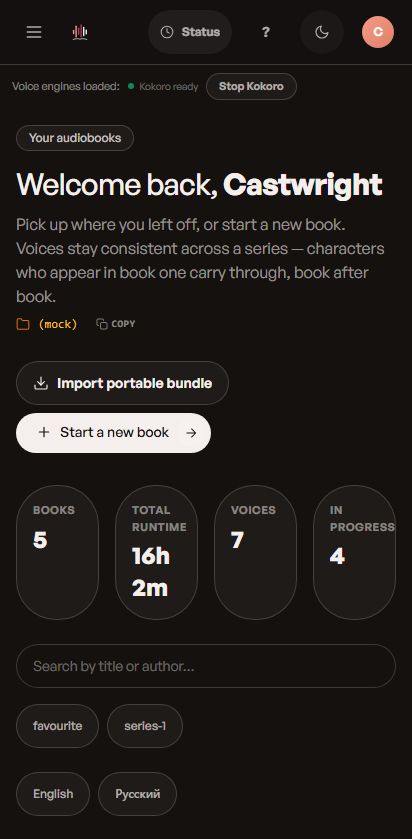 Status
?
C
Voice engines loaded: Kokoro ready Stop Kokoro
Your audiobooks
Welcome back, Castwright
Pick up where you left off, or start a new book.
Voices stay consistent across a series — characters
who appear in book one carry through, book after
book.
(mock) COPY
Import portable bundle
Start a new book
BOOKS
5
TOTAL
RUNTIME
16h
2m
VOICES
7
IN
PROGRESS
4
Search by title or author...
favourite series-1
English Русский